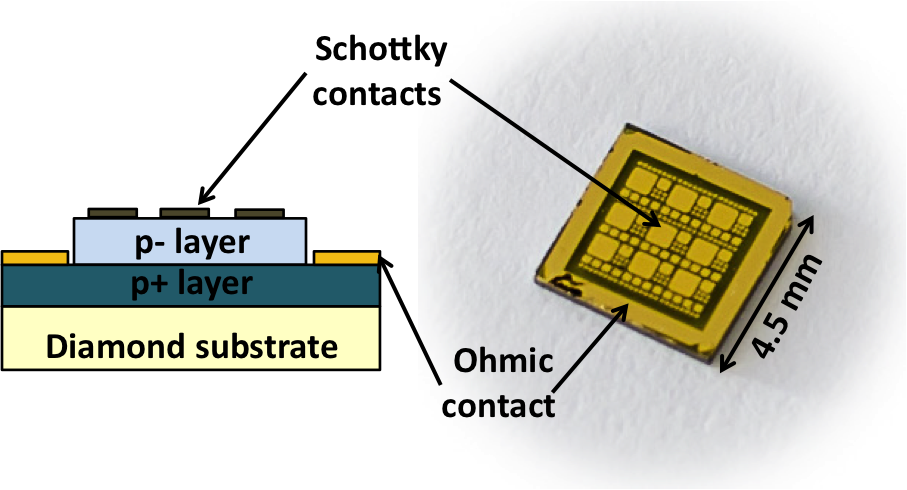 Schottky
contacts
p- layer
p+ layer
Diamond substrate
Ohmic
contact
4.5 mm